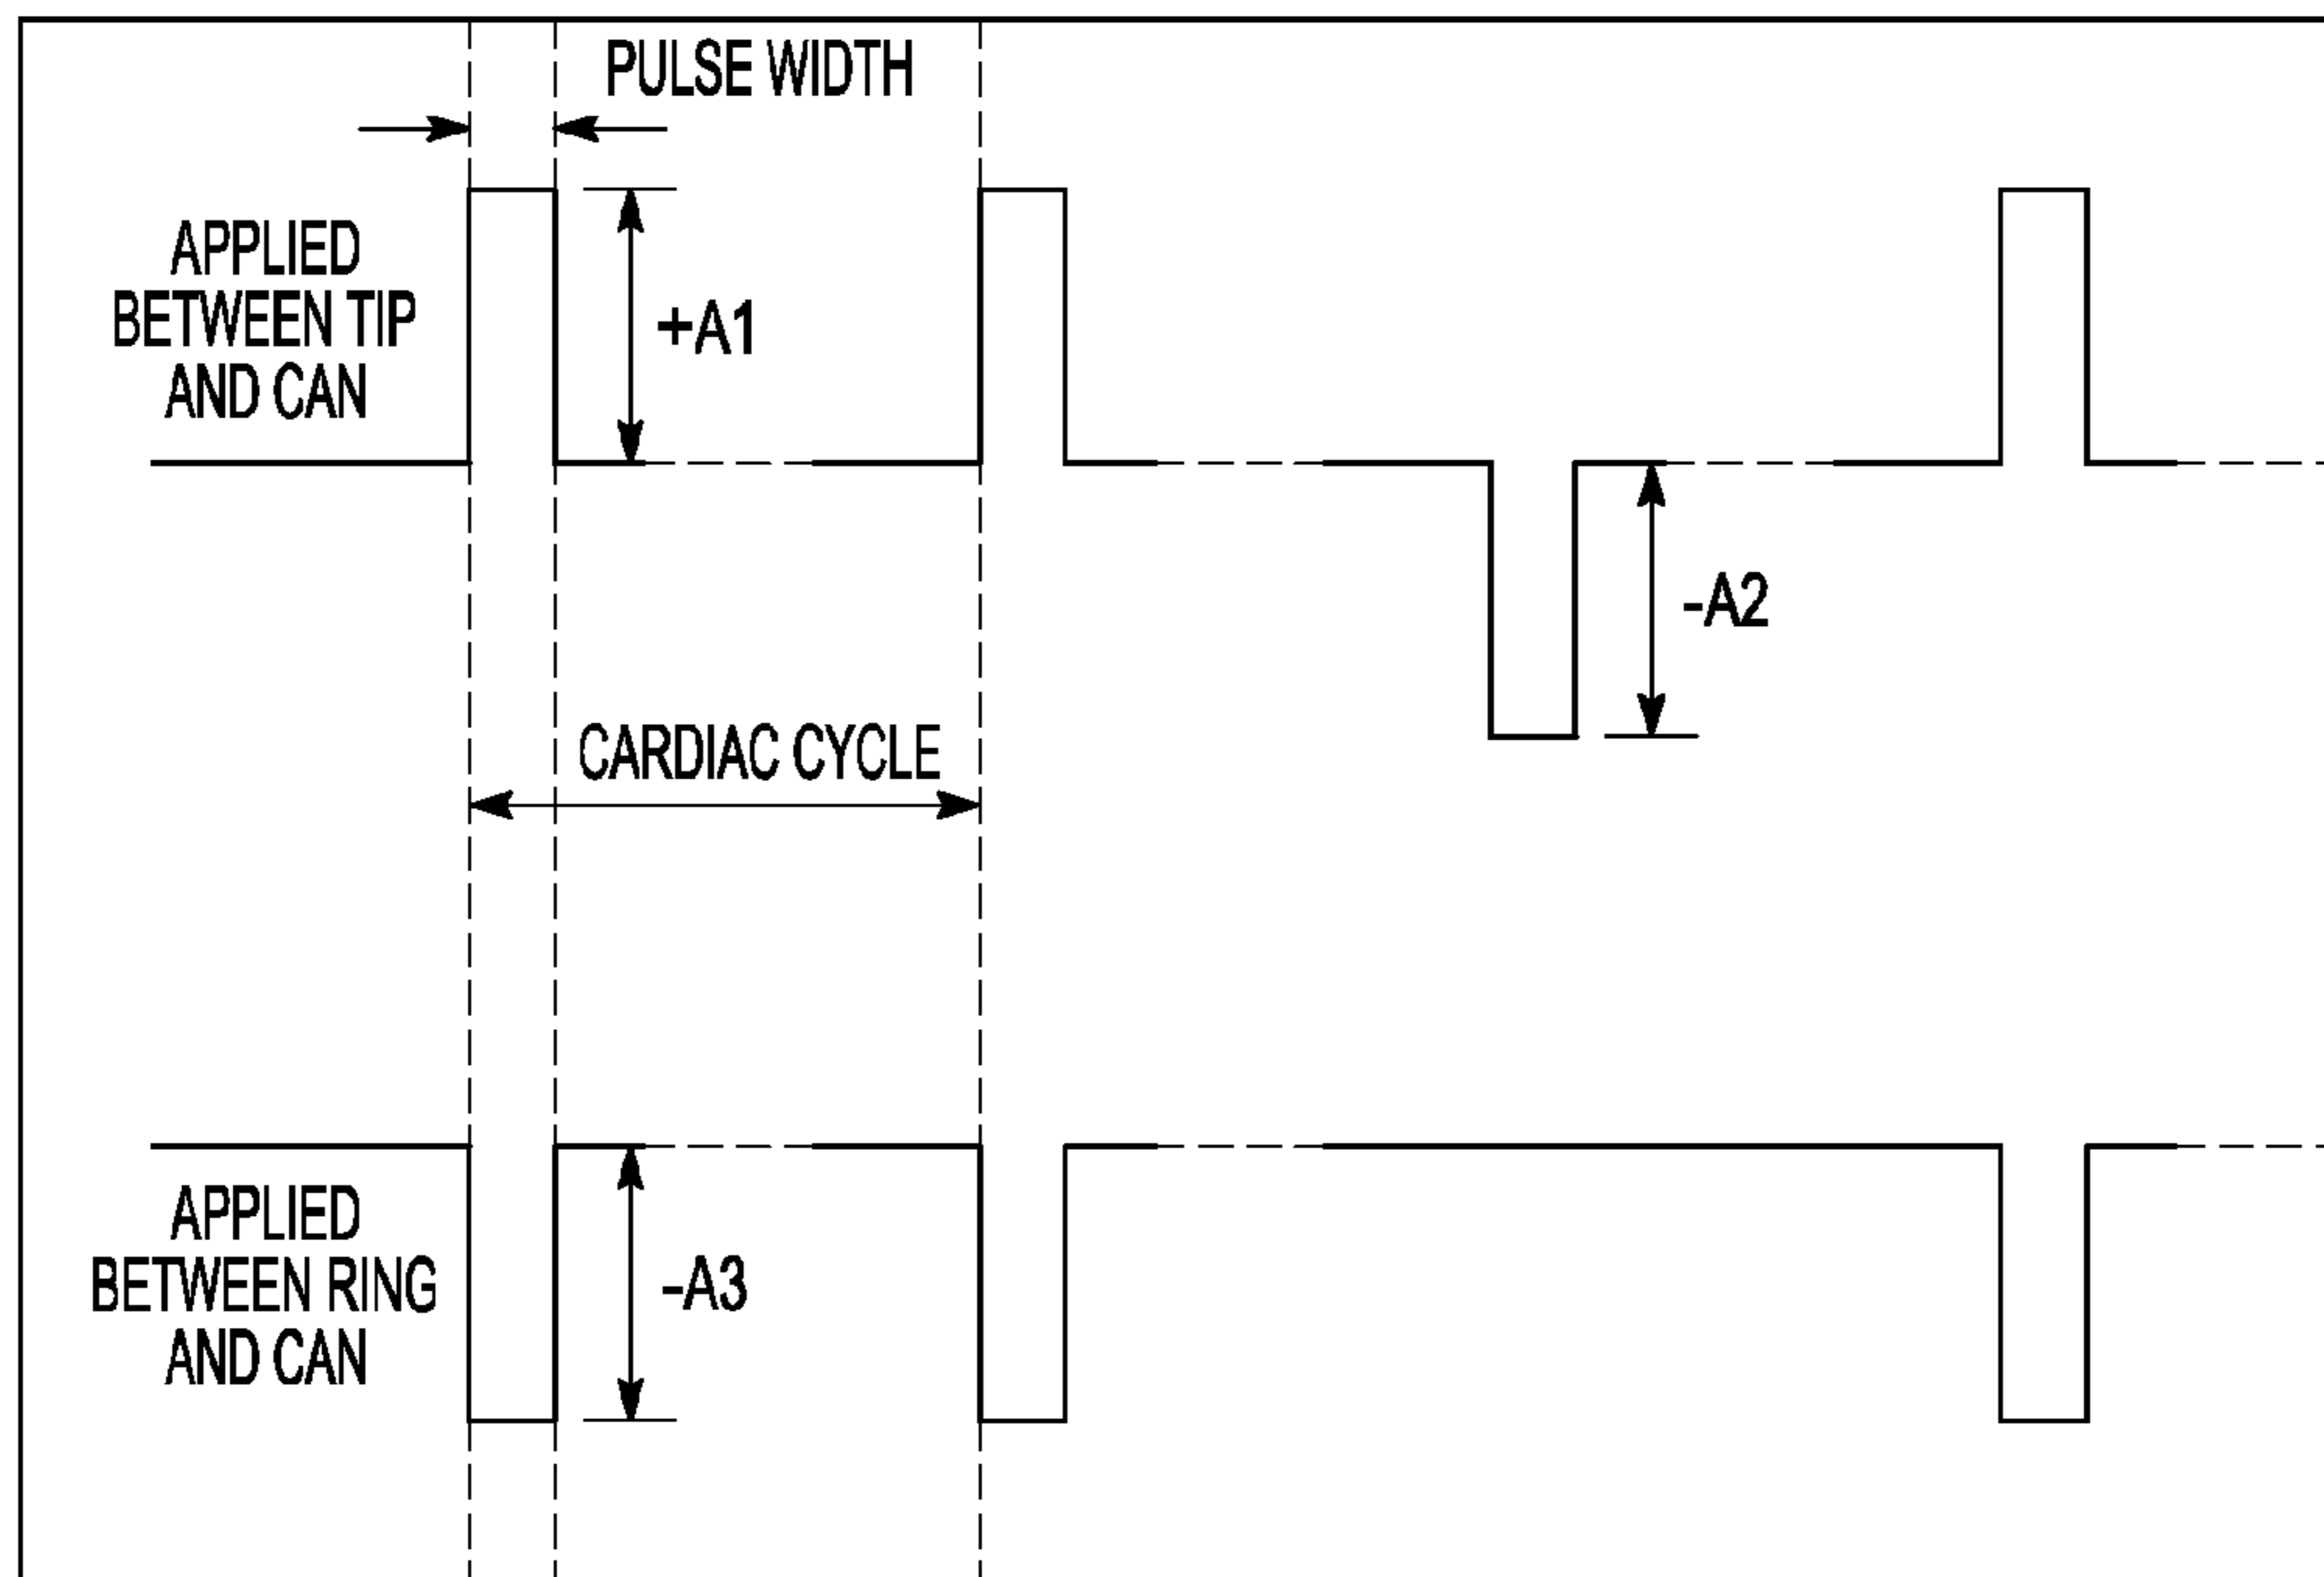 PULSE WIDTH
APPLIED
BETWEEN TIP
AND CAN
+A1
-A2
CARDIAC CYCLE
APPLIED
BETWEEN RING
AND CAN
-A3